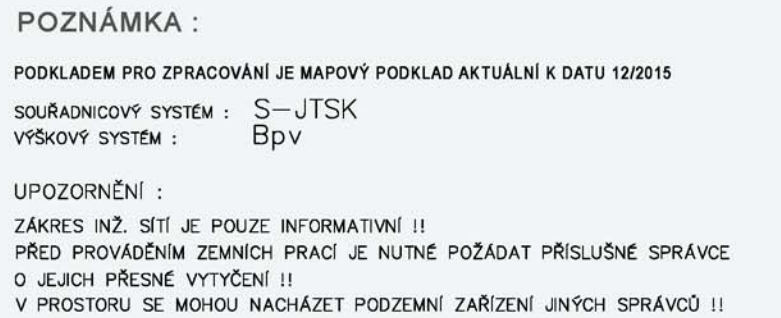 POZNÁMKA :
PODKLADEM PRO ZPRACOVÁNÍ JE MAPOVÝ PODKLAD AKTUÁLNÍ K DATU 12/2015
SOUŘADNICOVÝ SYSTÉM : S-JTSK
VÝŠKOVÝ SYSTÉM : Bpv
UPOZORNĚNÍ :
ZÁKRES INŽ. SÍTÍ JE POUZE INFORMATIVNÍ !!
PŘED PROVÁDĚNÍM ZEMNÍCH PRACÍ JE NUTNÉ POŽÁDAT PŘÍSLUŠNÉ SPRÁVCE
O JEJICH PŘESNÉ VYTYČENÍ !!
V PROSTORU SE MOHOU NACHÁZET PODZEMNÍ ZAŘÍZENÍ JINÝCH SPRÁVCŮ !!